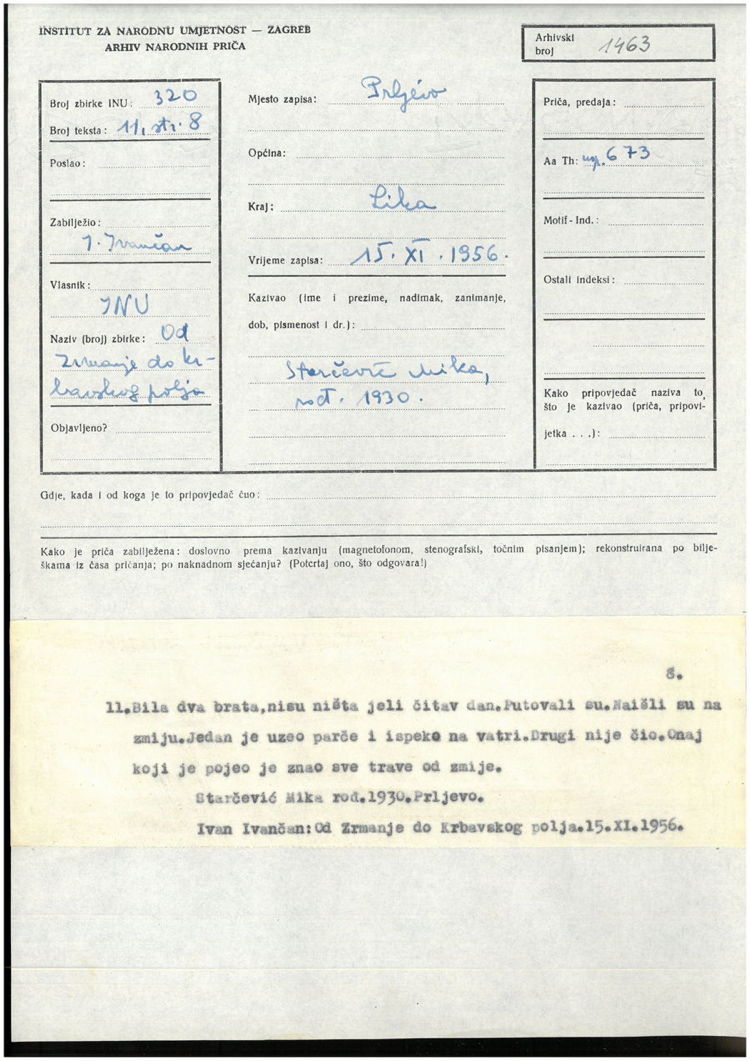 INSTITUT ZA NARODNU UMJETNOST — ZAGREB
ARHIV NARODNIH PRIČA
Arhivski
broj 1463
Broj zbirke INU: 320
Broj teksta: 11, str. 8
Poslao:
Zabilježio:
I. Ivančan
Vlasnik:
INU
Naziv (broj) zbirke: Od
Zrmanje do Kr-
bavskog polja
Objavljeno?
Mjesto zapisa: Prljevo
Općina:
Kraj: Lika
Vrijeme zapisa: 15. XI. 1956.
Kazivao (ime i prezime, nadimak, zanimanje,
dob, pismenost i dr.):
Starčević Mika,
rođ. 1930.
Priča, predaja:
Aa Th: usp. 673
Motif-Ind.:
Ostali indeksi:
Kako pripovjedač naziva to,
što je kazivao (priča, pripovi-
jetka . . .):
Gdje, kada i od koga je to pripovjedač čuo:
Kako je priča zabilježena: doslovno prema kazivanju (magnetofonom, stenografski, točnim pisanjem); rekonstruirana po bilje-
škama iz časa pričanja; po naknadnom sjećanju? (Potcrtaj ono, što odgovara!)
8.
11.Bila dva brata,nisu ništa jeli čitav dan.Putovali su.Naišli su na
zmiju.Jedan je uzeo parče i ispeko na vatri.Drugi nije čio.Onaj
koji je pojeo je znao sve trave od zmije.
Starčević Mika rod.1930.Prljevo.
Ivan Ivančan:Od Zrmanje do Krbavskog polja.15.XI.1956.